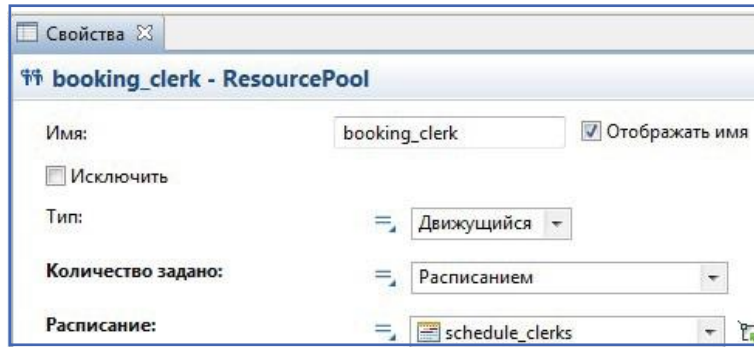 Свойства
booking_clerk - ResourcePool
Имя: booking_clerk Отображать имя
Исключить
Тип: Движущийся
Количество задано: Расписанием
Расписание: schedule_clerks